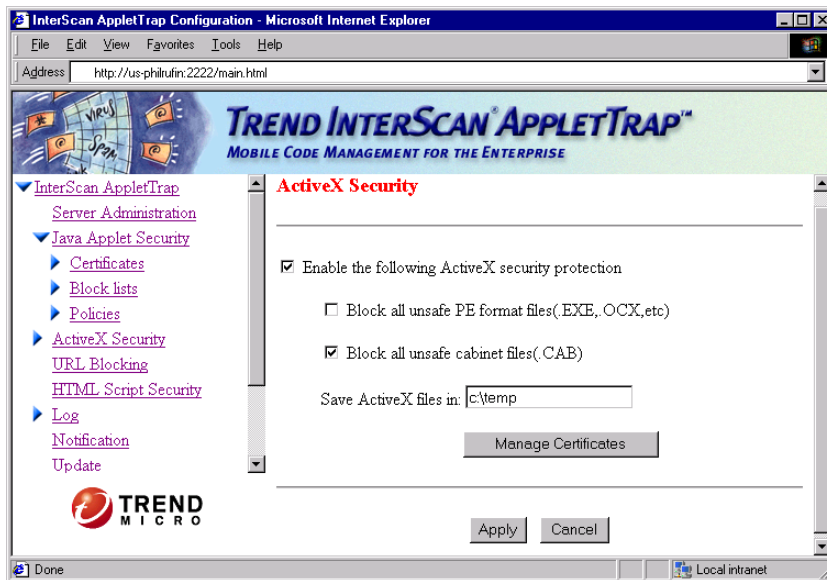 InterScan AppletTrap Configuration - Microsoft Internet Explorer
File Edit View Favorites Tools Help
Address http://us-philrufin:2222/main.html
VIRUS
SPAM
TREND INTERSCAN® APPLETTRAP™
MOBILE CODE MANAGEMENT FOR THE ENTERPRISE
InterScan AppletTrap
Server Administration
Java Applet Security
Certificates
Block lists
Policies
ActiveX Security
URL Blocking
HTML Script Security
Log
Notification
Update
TREND
MICRO
ActiveX Security
Enable the following ActiveX security protection
Block all unsafe PE format files(.EXE,.OCX,etc)
Block all unsafe cabinet files(.CAB)
Save ActiveX files in: c:\temp
Manage Certificates
Apply Cancel
Done Local intranet